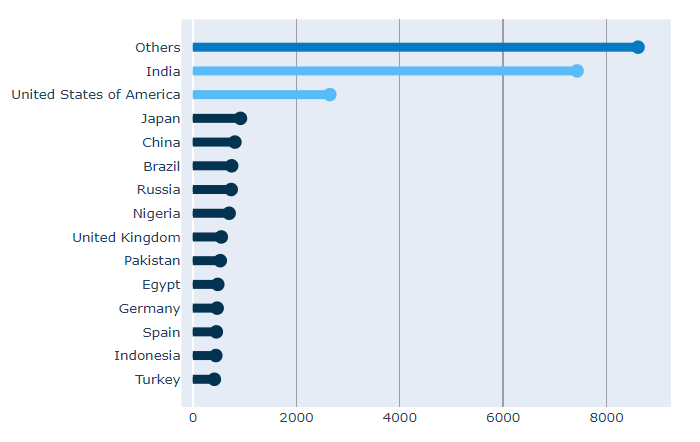 Others
India
United States of America
Japan
China
Brazil
Russia
Nigeria
United Kingdom
Pakistan
Egypt
Germany
Spain
Indonesia
Turkey
0 2000 4000 6000 8000